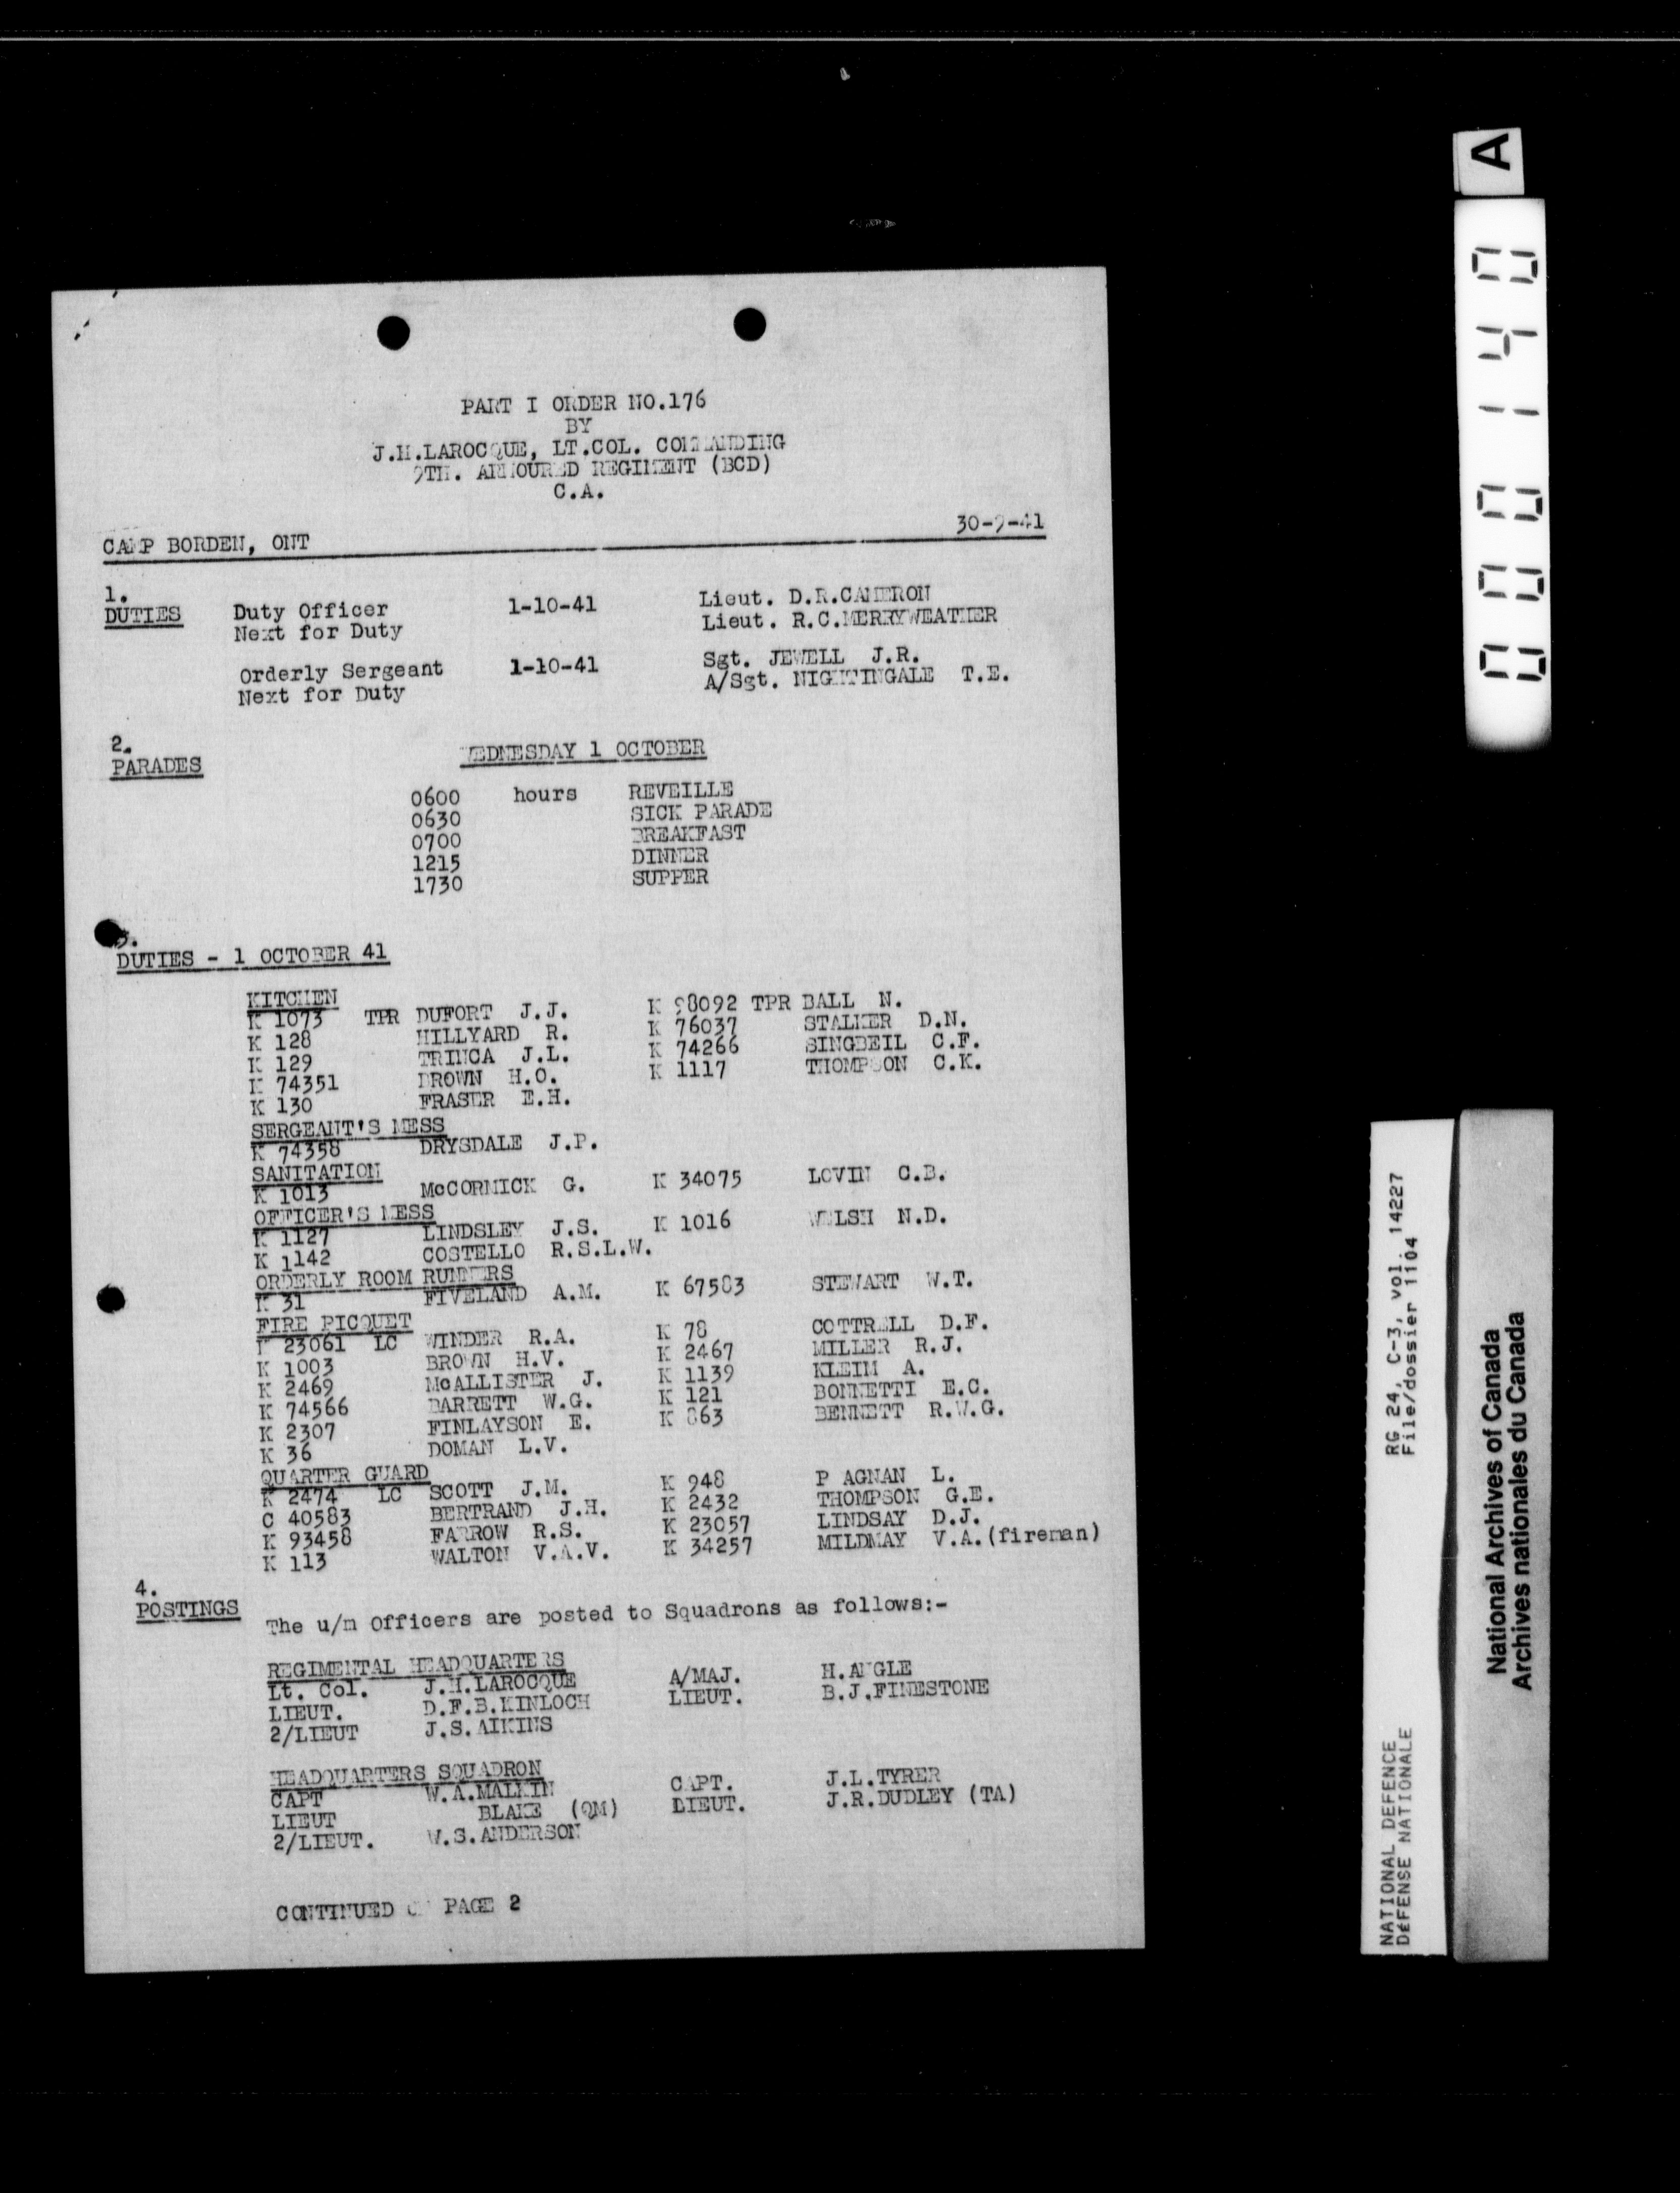 PART I ORDER NO.176
BY
J.H.LAROCQUE, LT.COL. COMMANDING
9TH. ARMOURED REGIMENT (BCD)
C.A.
30-9-41
CAMP BORDEN, ONT
1.
DUTIES Duty Officer 1-10-41 Lieut. D.R.CAMERON
Next for Duty Lieut. R.C.MERRYWEATHER
Orderly Sergeant 1-10-41 Sgt. JEWELL J.R.
Next for Duty A/Sgt. NIGHTINGALE T.E.
2.
PARADES WEDNESDAY 1 OCTOBER
0600 hours REVEILLE
0630 SICK PARADE
0700 BREAKFAST
1215 DINNER
1730 SUPPER
3.
DUTIES - 1 OCTOBER 41
KITCHEN
K 1073 TPR DUFORT J.J. K 98092 TPR BALL N.
K 128 HILLYARD R. K 76037 STALKER D.N.
K 129 TRINCA J.L. K 74266 SINGBEIL C.F.
K 74351 BROWN H.O. K 1117 THOMPSON C.K.
K 130 FRASER E.H.
SERGEANT'S MESS
K 74358 DRYSDALE J.P.
SANITATION
K 1013 McCORMICK G. K 34075 LOVIN C.B.
OFFICER'S MESS
K 1127 LINDSLEY J.S. K 1016 WELSH N.D.
K 1142 COSTELLO R.S.L.W.
ORDERLY ROOM RUNNERS
K 31 FIVELAND A.M. K 67583 STEWART W.T.
FIRE PICQUET
K 23061 LC WINDER R.A. K 78 COTTRELL D.F.
K 1003 BROWN H.V. K 2467 MILLER R.J.
K 2469 McALLISTER J. K 1139 KLEIM A.
K 74566 BARRETT W.G. K 121 BONNETTI E.C.
K 2307 FINLAYSON E. K 863 BENNETT R.W.G.
K 36 DOMAN L.V.
QUARTER GUARD
K 2474 LC SCOTT J.M. K 948 P AGNAN L.
C 40583 BERTRAND J.H. K 2432 THOMPSON G.E.
K 93458 FARROW R.S. K 23057 LINDSAY D.J.
K 113 WALTON V.A.V. K 34257 MILDMAY V.A.(fireman)
4.
POSTINGS The u/m Officers are posted to Squadrons as follows:-
REGIMENTAL HEADQUARTERS
Lt. Col. J.H.LAROCQUE A/MAJ. H.ANGLE
LIEUT. D.F.B.KINLOCH LIEUT. B.J.FINESTONE
2/LIEUT J.S.AIKINS
HEADQUARTERS SQUADRON
CAPT W.A.MALKIN CAPT. J.L.TYRER
LIEUT BLAKE (QM) LIEUT. J.R.DUDLEY (TA)
2/LIEUT. W.S.ANDERSON
CONTINUED ON PAGE 2
A
000140
RG 24, C-3, vol. 14227
File/dossier 1104
NATIONAL DEFENCE
DÉFENSE NATIONALE
National Archives of Canada
Archives nationales du Canada